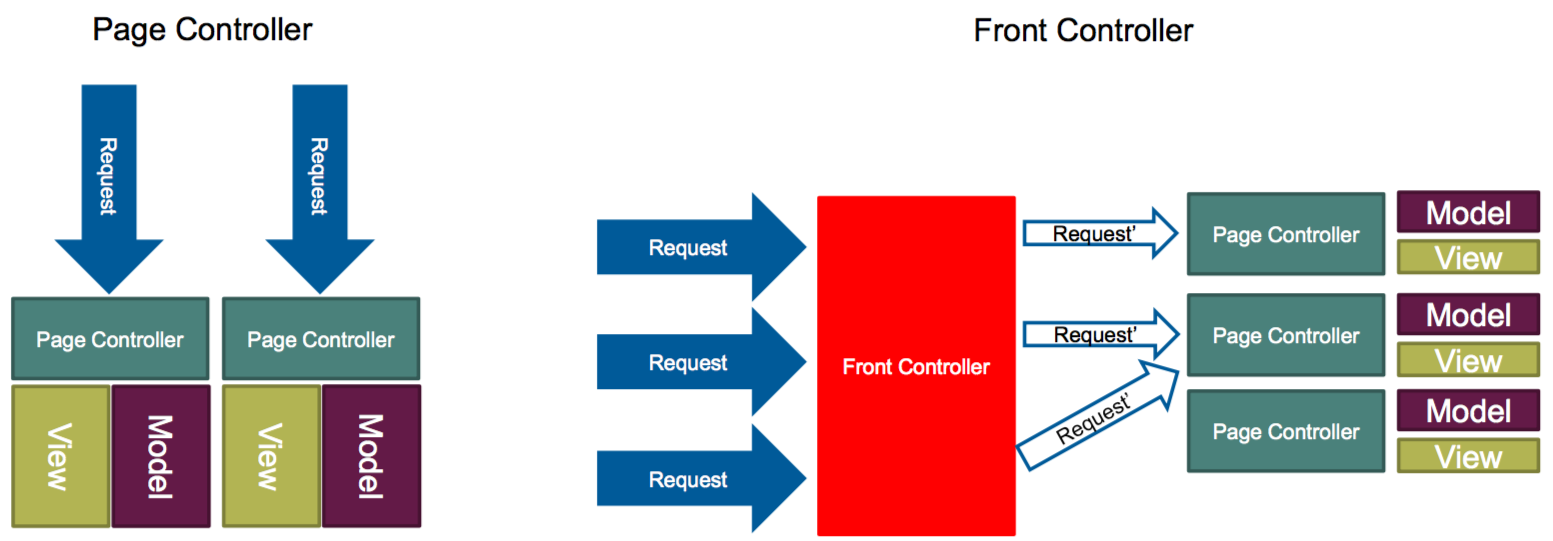 Page Controller
Request
Request
Page Controller
Page Controller
View
Model
View
Model
Front Controller
Request
Request
Request
Front Controller
Request’
Request’
Request’
Page Controller
Model
View
Page Controller
Model
View
Page Controller
Model
View